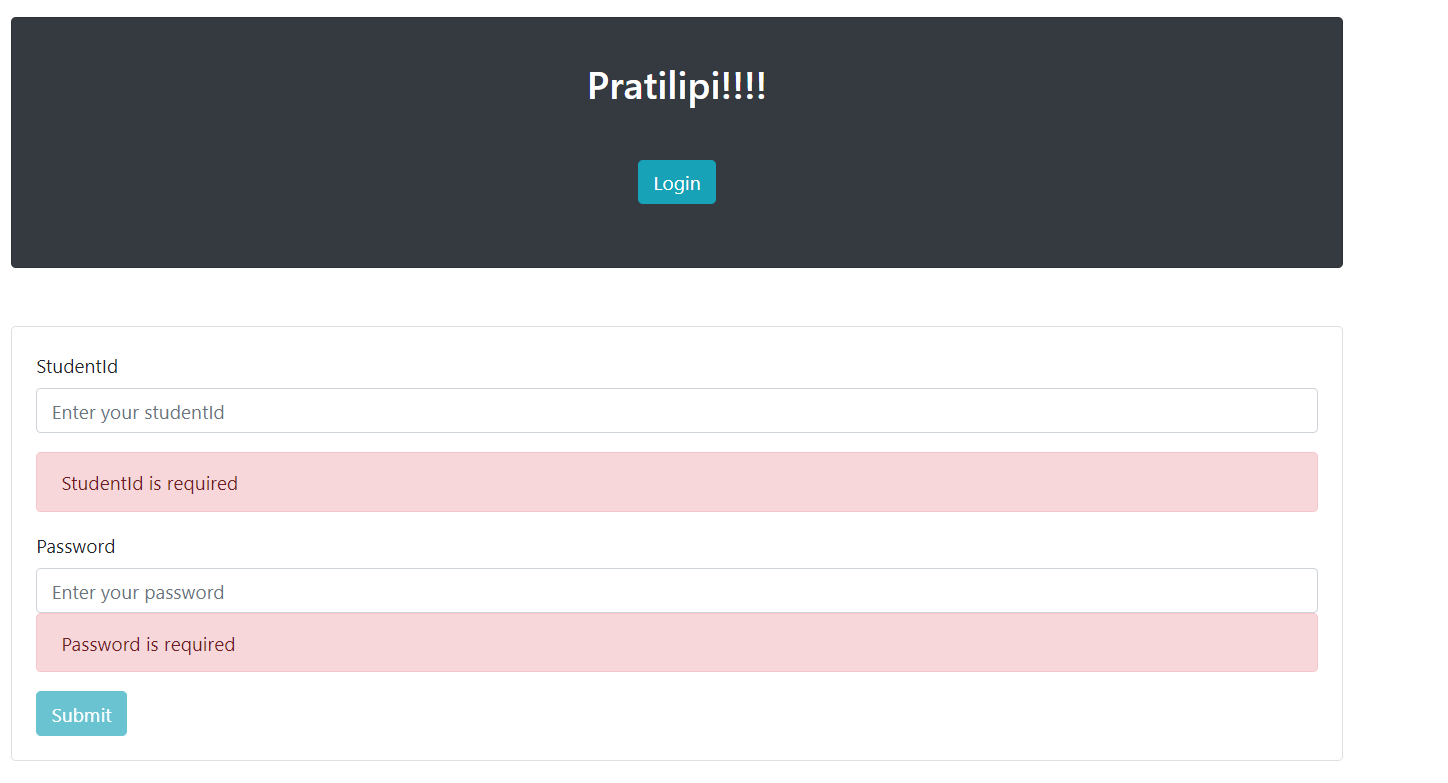 Pratilipi!!!!
Login
StudentId
Enter your studentId
StudentId is required
Password
Enter your password
Password is required
Submit